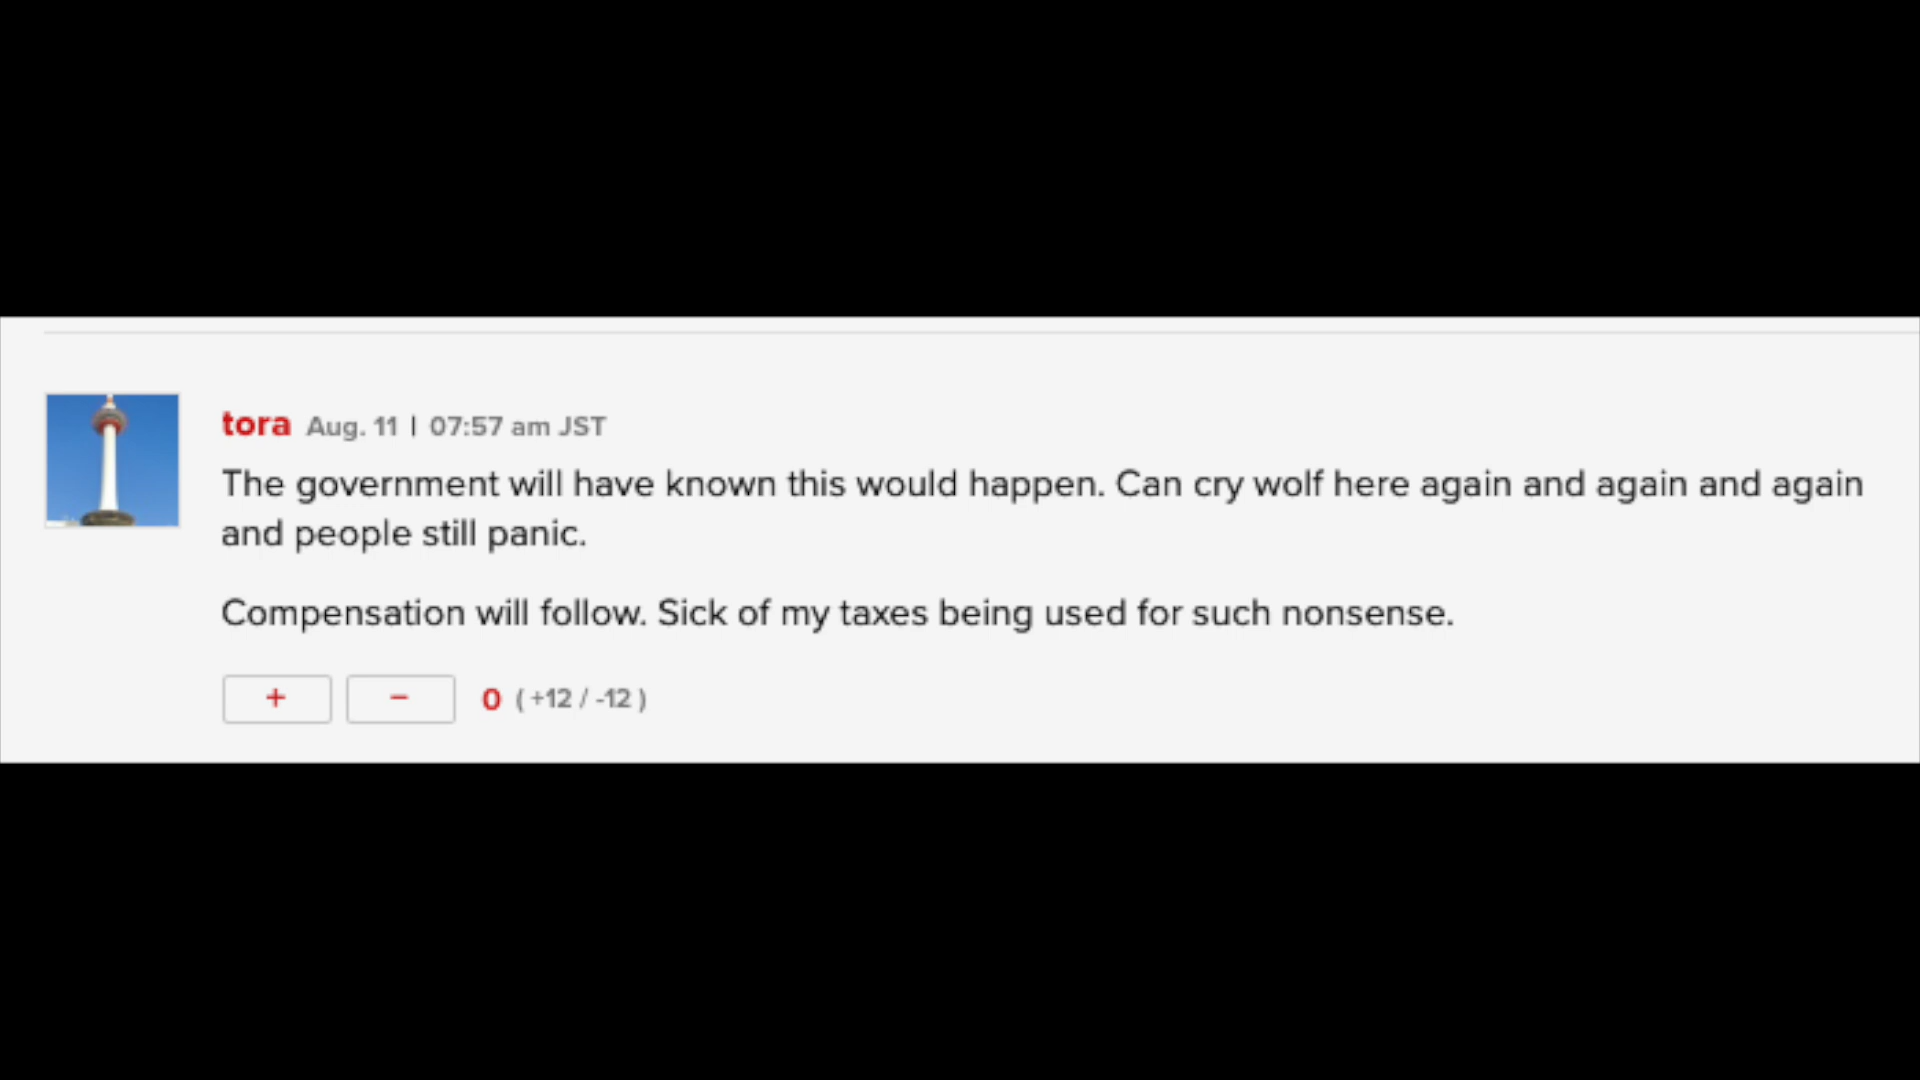 tora Aug. 11 | 07:57 am JST
The government will have known this would happen. Can cry wolf here again and again and again
and people still panic.
Compensation will follow. Sick of my taxes being used for such nonsense.
+ − 0 ( +12 / -12 )